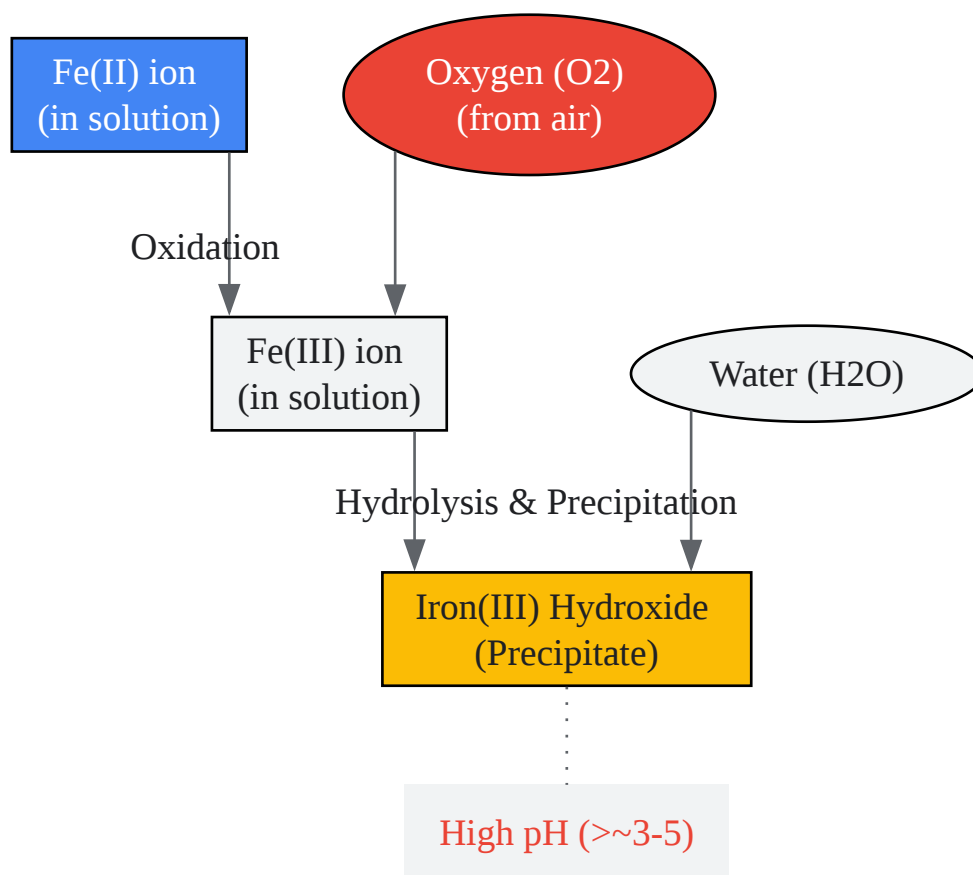 Fe(II) ion
(in solution)
Oxygen (O2)
(from air)
Oxidation
Fe(III) ion
(in solution)
Water (H2O)
Hydrolysis & Precipitation
Iron(III) Hydroxide
(Precipitate)
High pH (>~3-5)